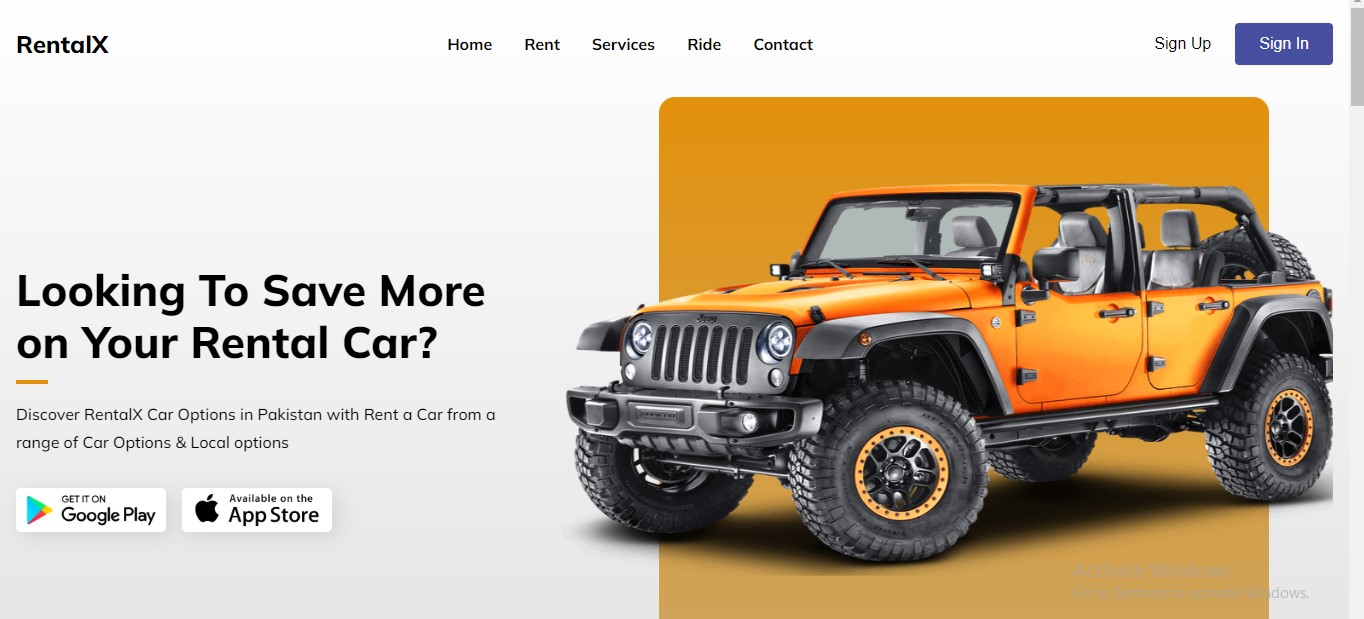 RentalX
Home
Rent
Services
Ride
Contact
Sign Up
Sign In
Looking To Save More
on Your Rental Car?
Discover RentalX Car Options in Pakistan with Rent a Car from a
range of Car Options & Local options
GET IT ON
Google Play
Available on the
App Store
Jeep
Activate Windows
Go to Settings to activate Windows.